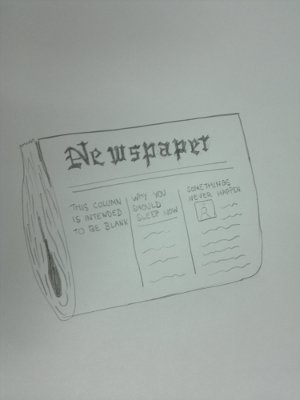 Newspaper
THIS COLUMN
IS INTENDED
TO BE BLANK
WHY YOU
SHOULD
SLEEP NOW
SOMETHINGS
NEVER HAPPEN